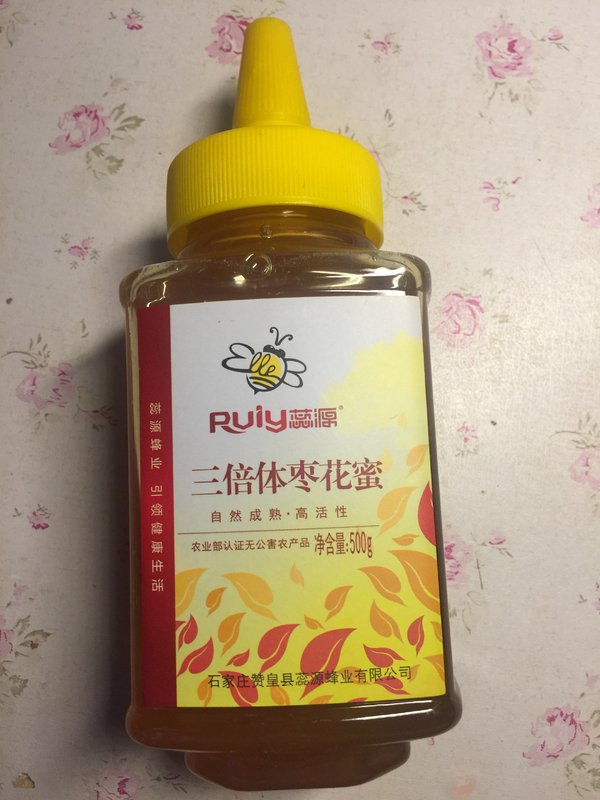 Ruiy蕊源®
三倍体枣花蜜
自然成熟·高活性
农业部认证无公害农产品 净含量:500g
石家庄赞皇县蕊源蜂业有限公司
蕊源蜂业 引领健康生活